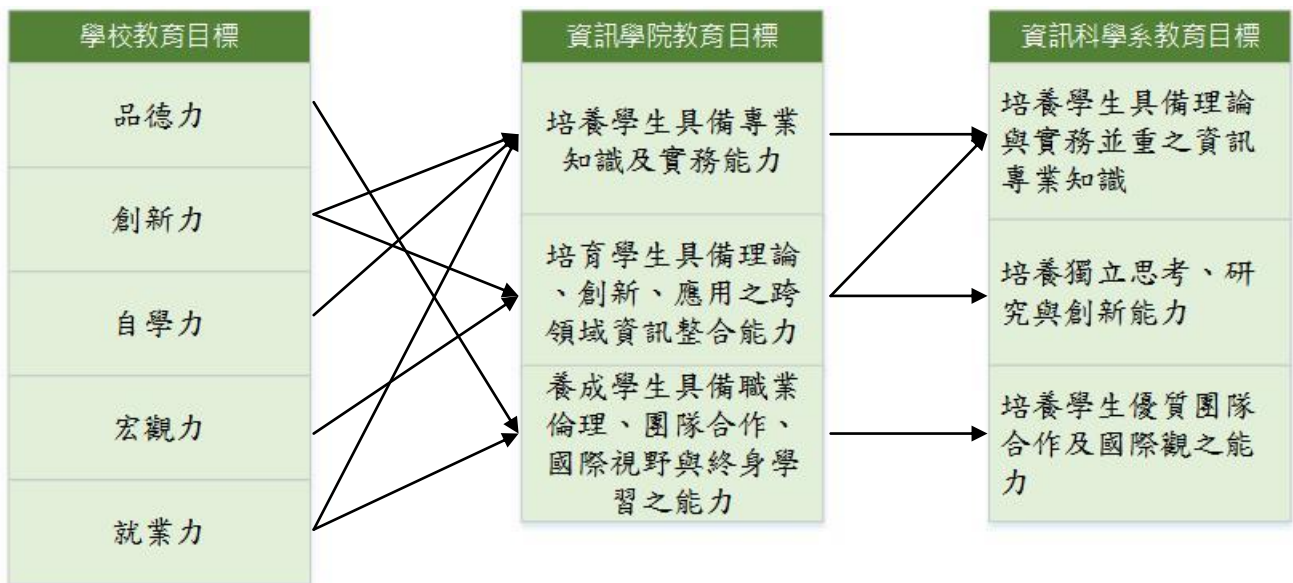 學校教育目標
品德力
創新力
自學力
宏觀力
就業力
資訊學院教育目標
培養學生具備專業
知識及實務能力
培育學生具備理論
、創新、應用之跨
領域資訊整合能力
養成學生具備職業
倫理、團隊合作、
國際視野與終身學
習之能力
資訊科學系教育目標
培養學生具備理論
與實務並重之資訊
專業知識
培養獨立思考、研
究與創新能力
培養學生優質團隊
合作及國際觀之能
力